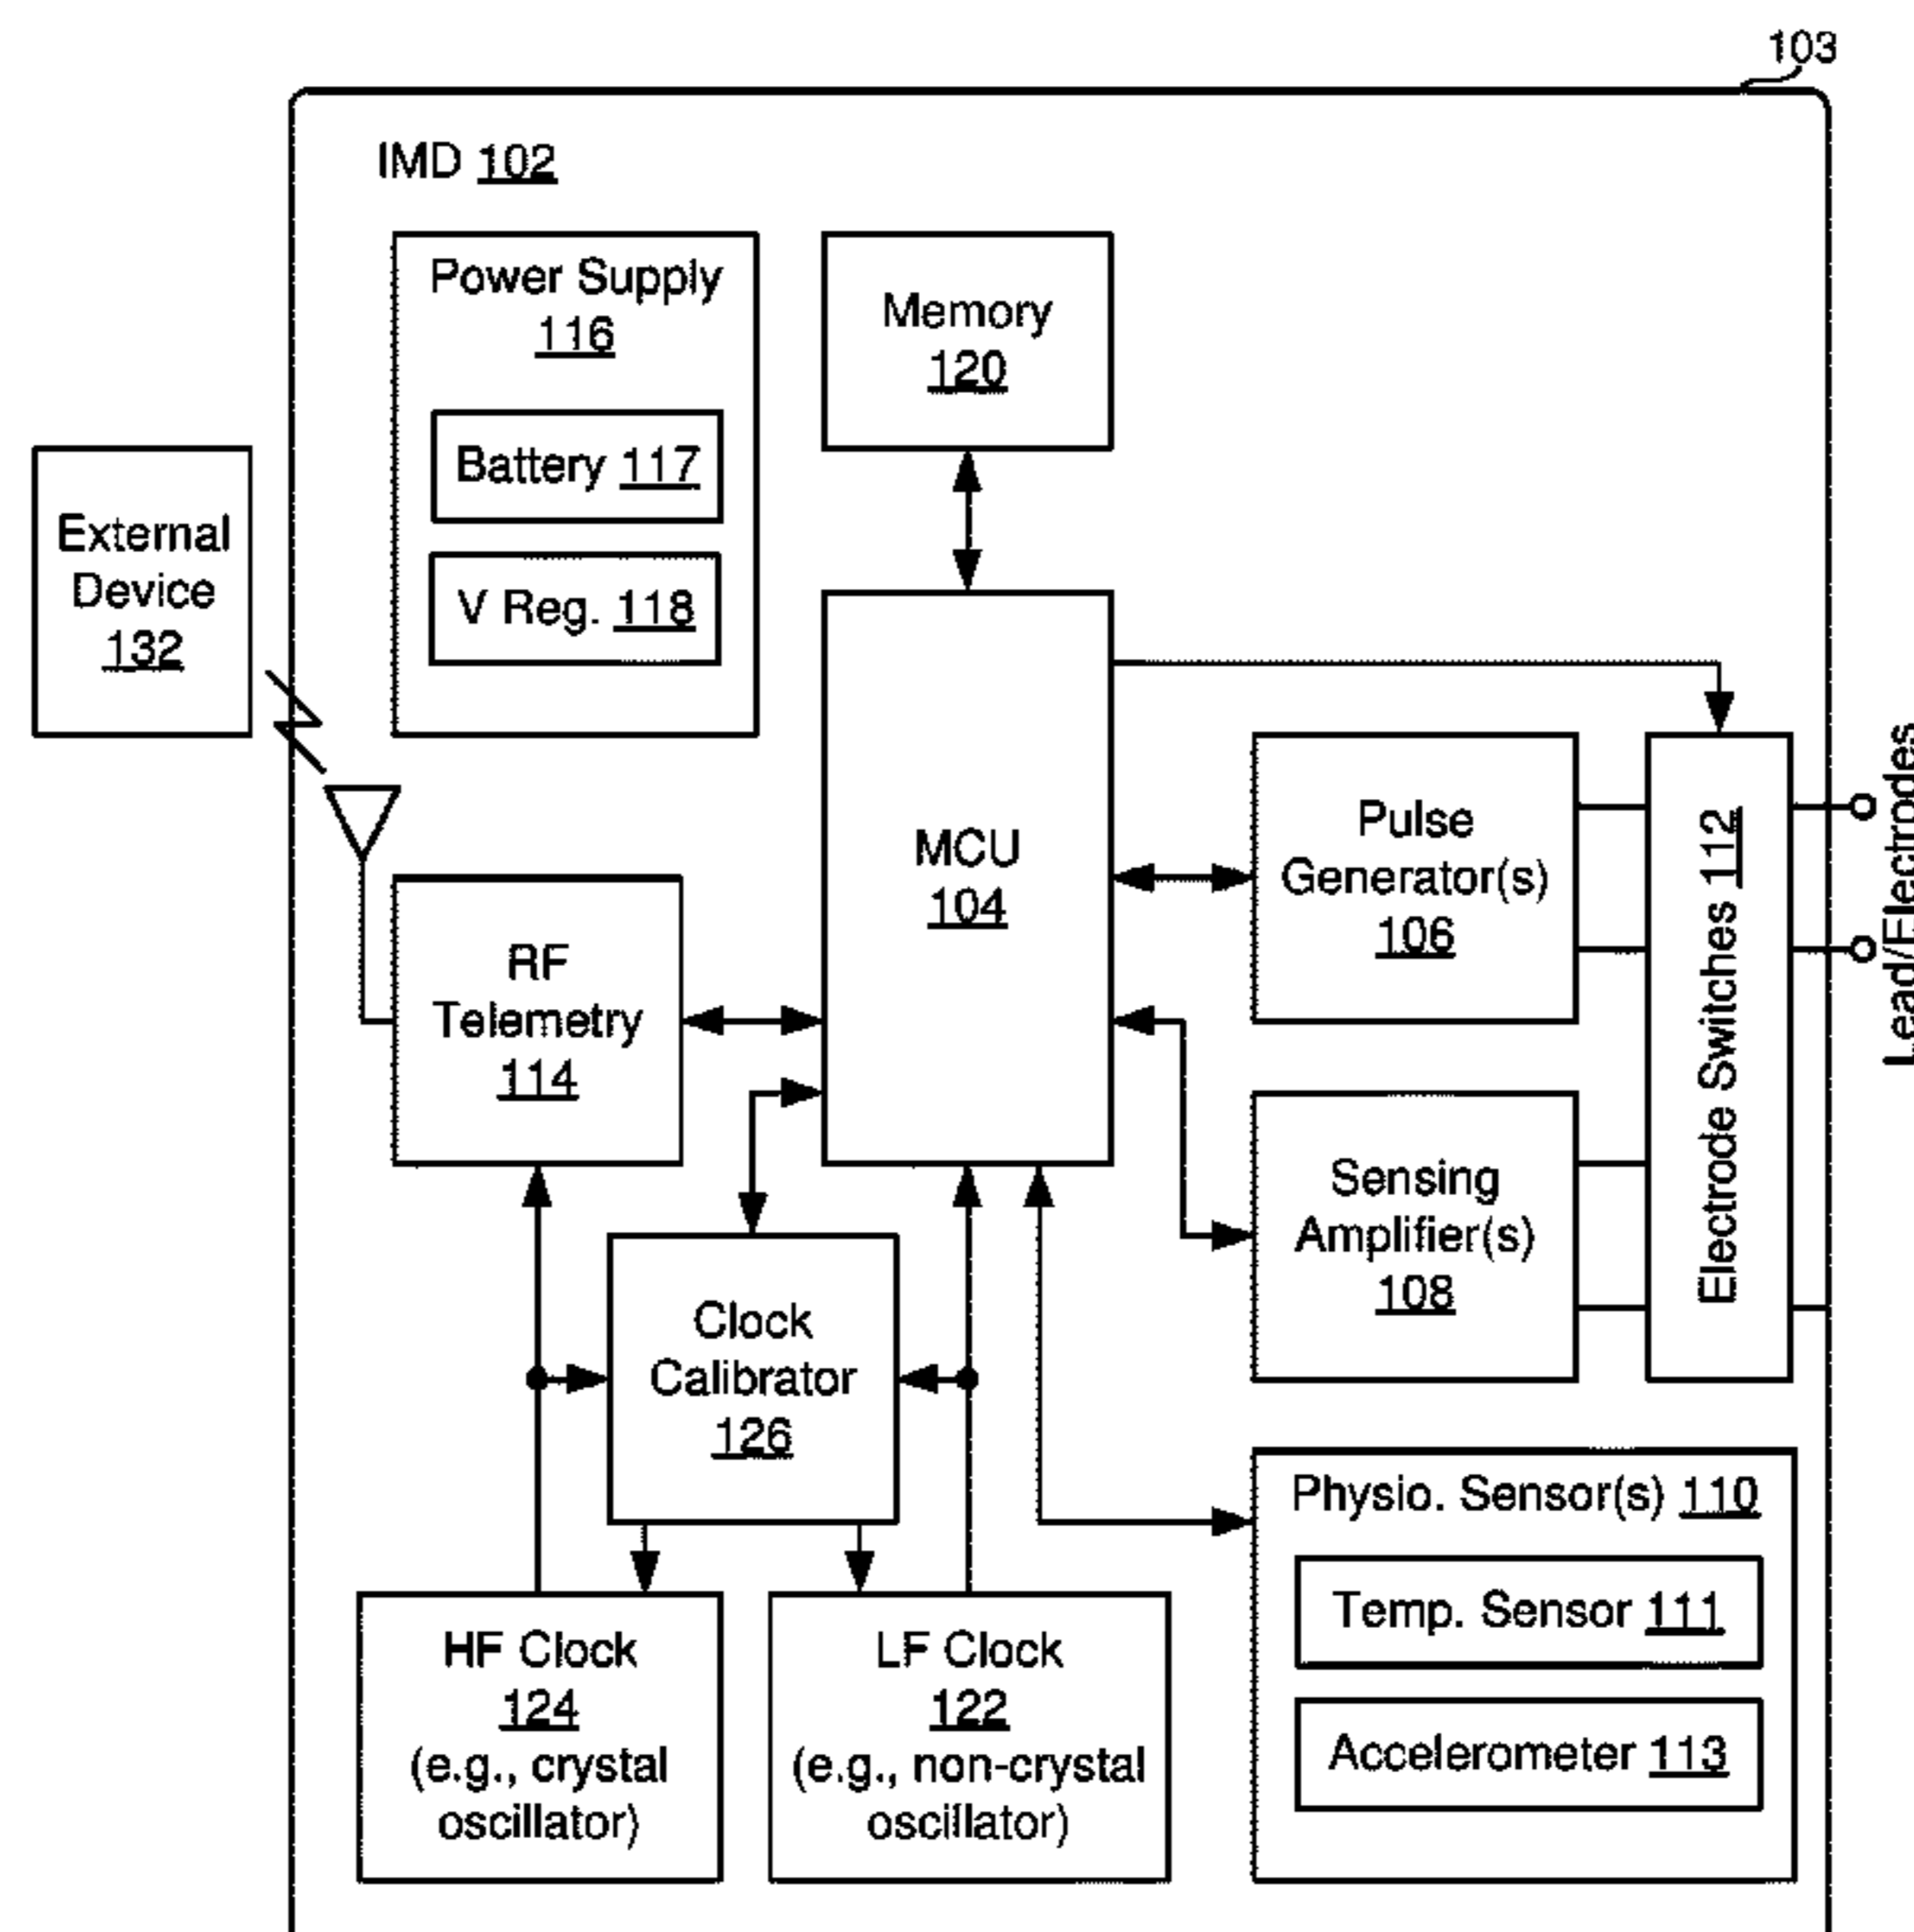 103
IMD 102
Power Supply
116
Battery 117
V Reg. 118
Memory
120
External
Device
132
MCU
104
Pulse
Generator(s)
106
Electrode Switches 112
Lead/Electrodes
RF
Telemetry
114
Sensing
Amplifier(s)
108
Clock
Calibrator
126
Physio. Sensor(s) 110
Temp. Sensor 111
Accelerometer 113
HF Clock
124
(e.g., crystal
oscillator)
LF Clock
122
(e.g., non-crystal
oscillator)